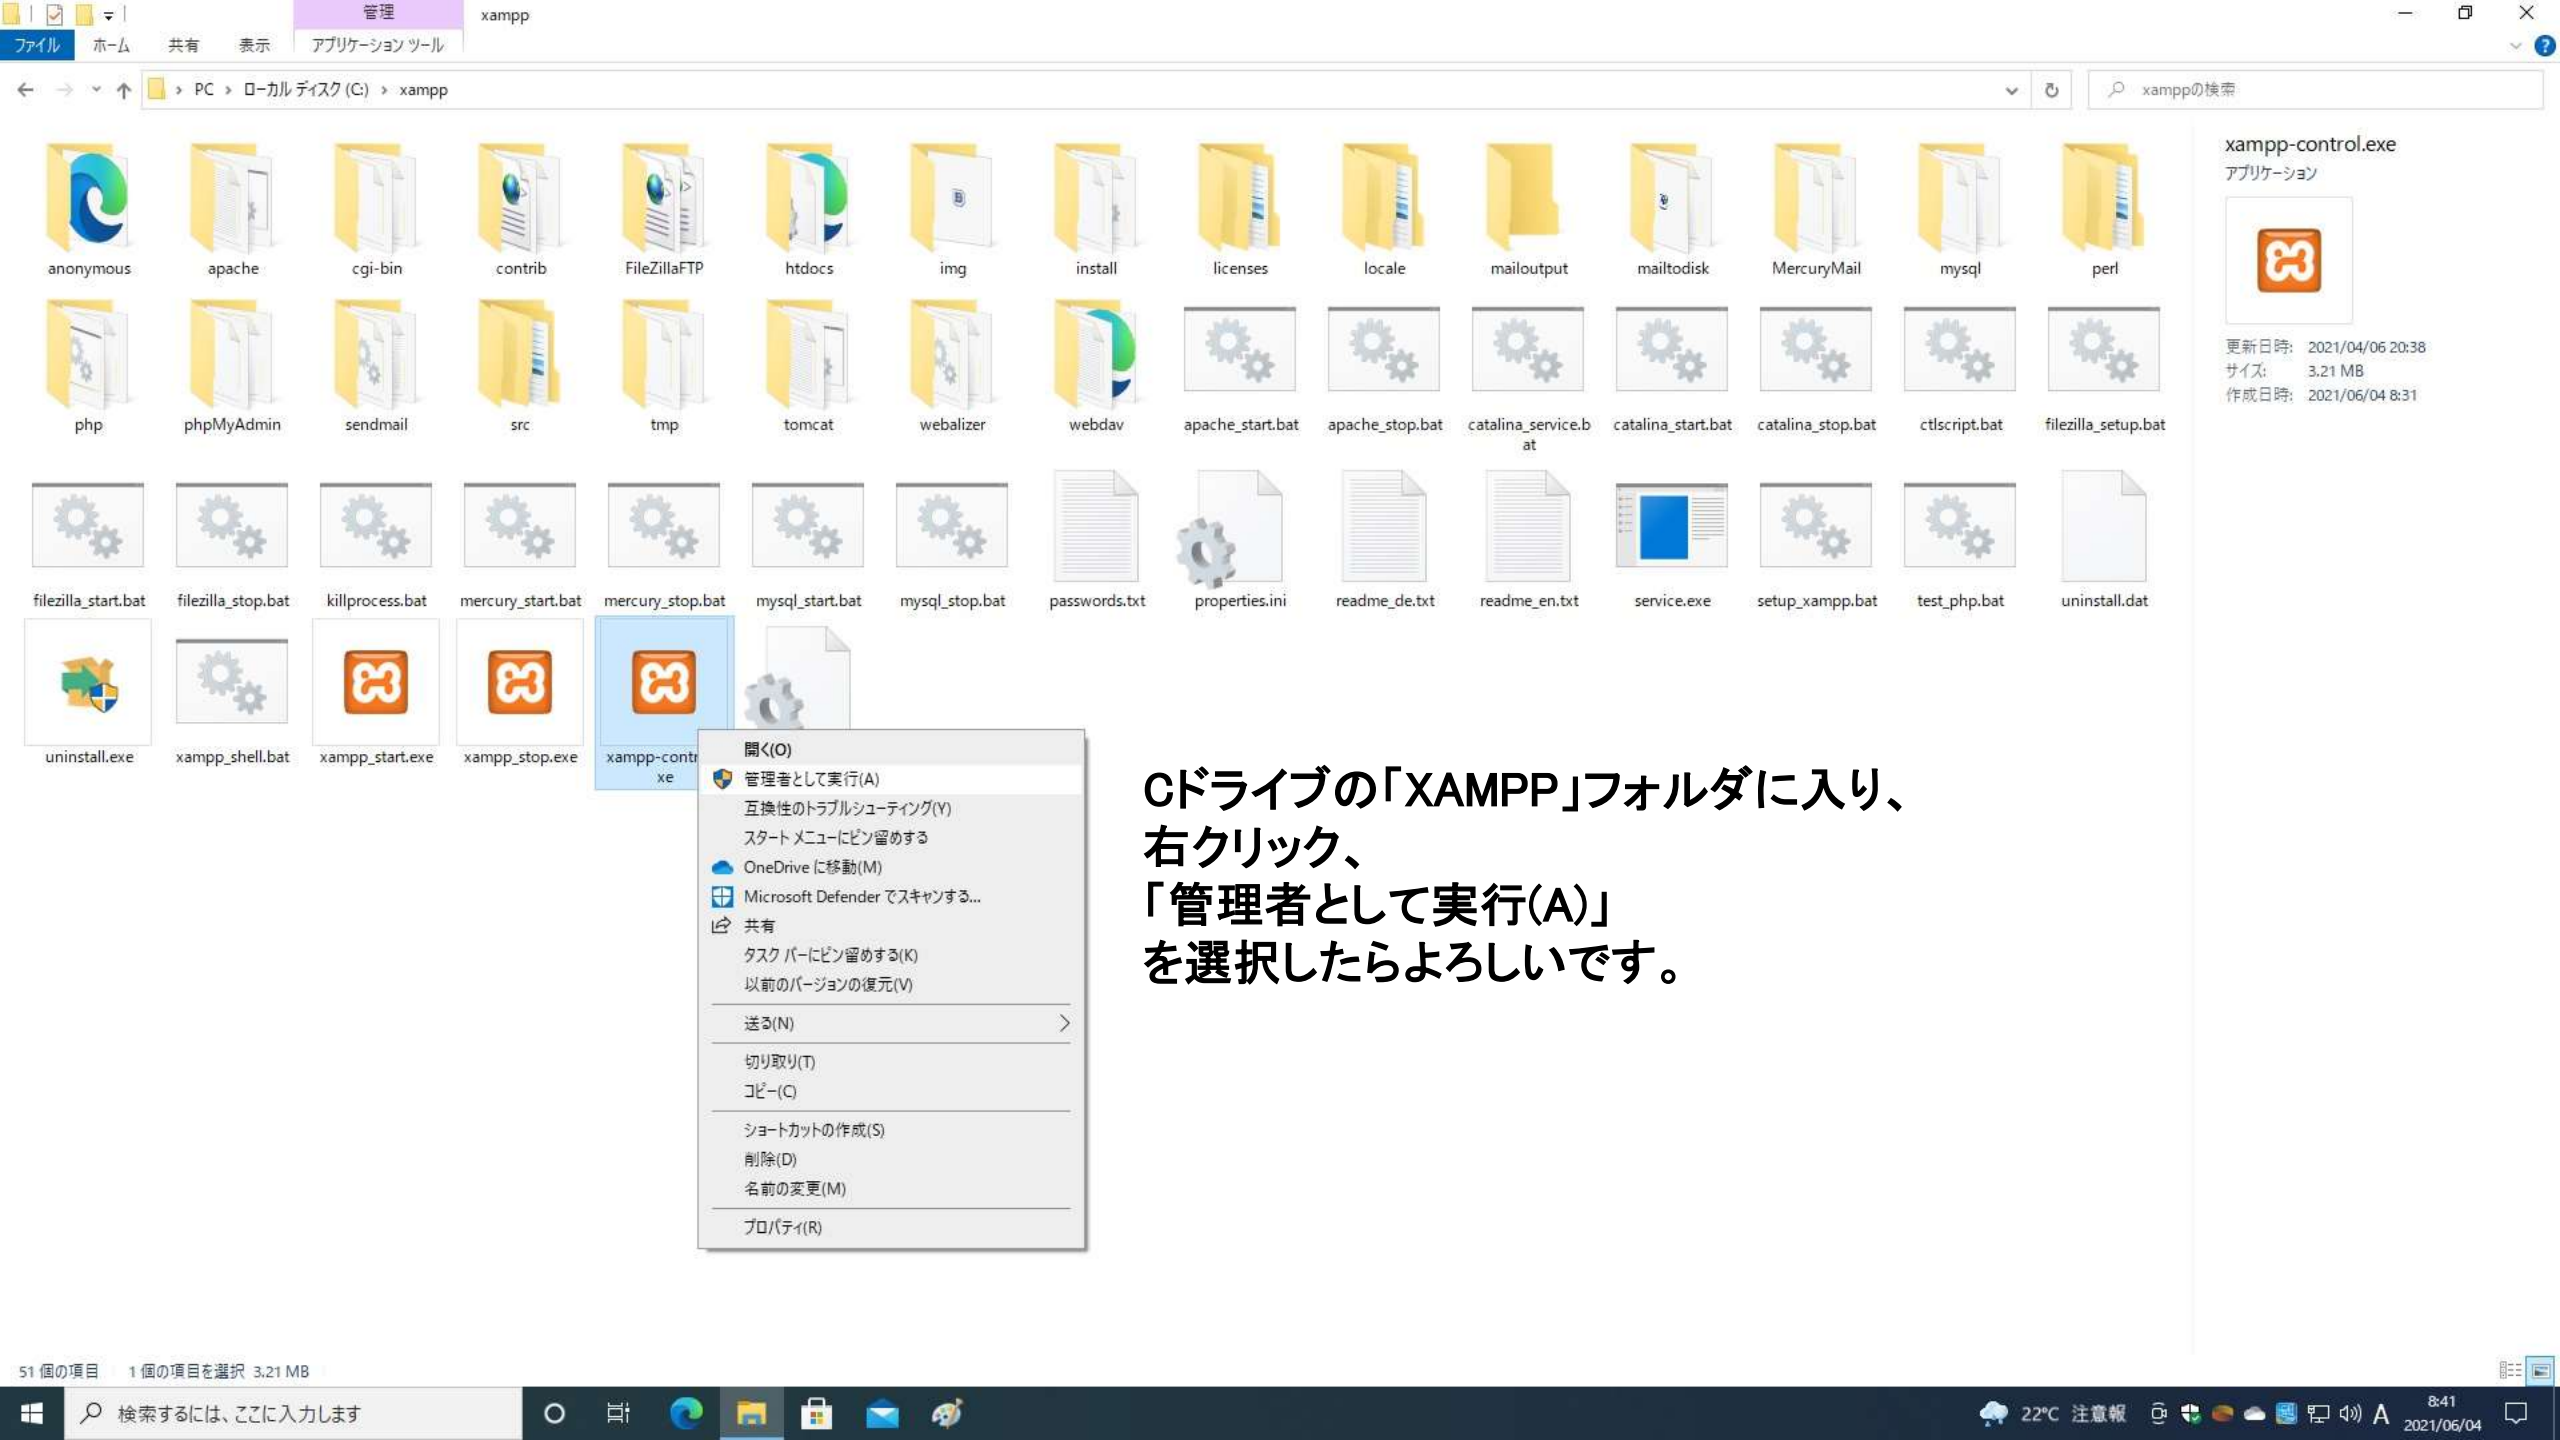 管理
xampp
ファイル
ホーム
共有
表示
アプリケーション ツール
PC › ローカル ディスク (C:) › xampp
xamppの検索
anonymous
apache
cgi-bin
contrib
FileZillaFTP
htdocs
img
install
licenses
locale
mailoutput
mailtodisk
MercuryMail
mysql
perl
php
phpMyAdmin
sendmail
src
tmp
tomcat
webalizer
webdav
apache_start.bat
apache_stop.bat
catalina_service.b
at
catalina_start.bat
catalina_stop.bat
ctlscript.bat
filezilla_setup.bat
filezilla_start.bat
filezilla_stop.bat
killprocess.bat
mercury_start.bat
mercury_stop.bat
mysql_start.bat
mysql_stop.bat
passwords.txt
properties.ini
readme_de.txt
readme_en.txt
service.exe
setup_xampp.bat
test_php.bat
uninstall.dat
uninstall.exe
xampp_shell.bat
xampp_start.exe
xampp_stop.exe
xampp-contr
xe
開く(O)
管理者として実行(A)
互換性のトラブルシューティング(Y)
スタート メニューにピン留めする
OneDrive に移動(M)
Microsoft Defender でスキャンする...
共有
タスク バーにピン留めする(K)
以前のバージョンの復元(V)
送る(N)
切り取り(T)
コピー(C)
ショートカットの作成(S)
削除(D)
名前の変更(M)
プロパティ(R)
Cドライブの「XAMPP」フォルダに入り、
右クリック、
「管理者として実行(A)」
を選択したらよろしいです。
xampp-control.exe
アプリケーション
更新日時: 2021/04/06 20:38
サイズ: 3.21 MB
作成日時: 2021/06/04 8:31
51 個の項目 1 個の項目を選択 3.21 MB
検索するには、ここに入力します
22°C 注意報
A
8:41
2021/06/04